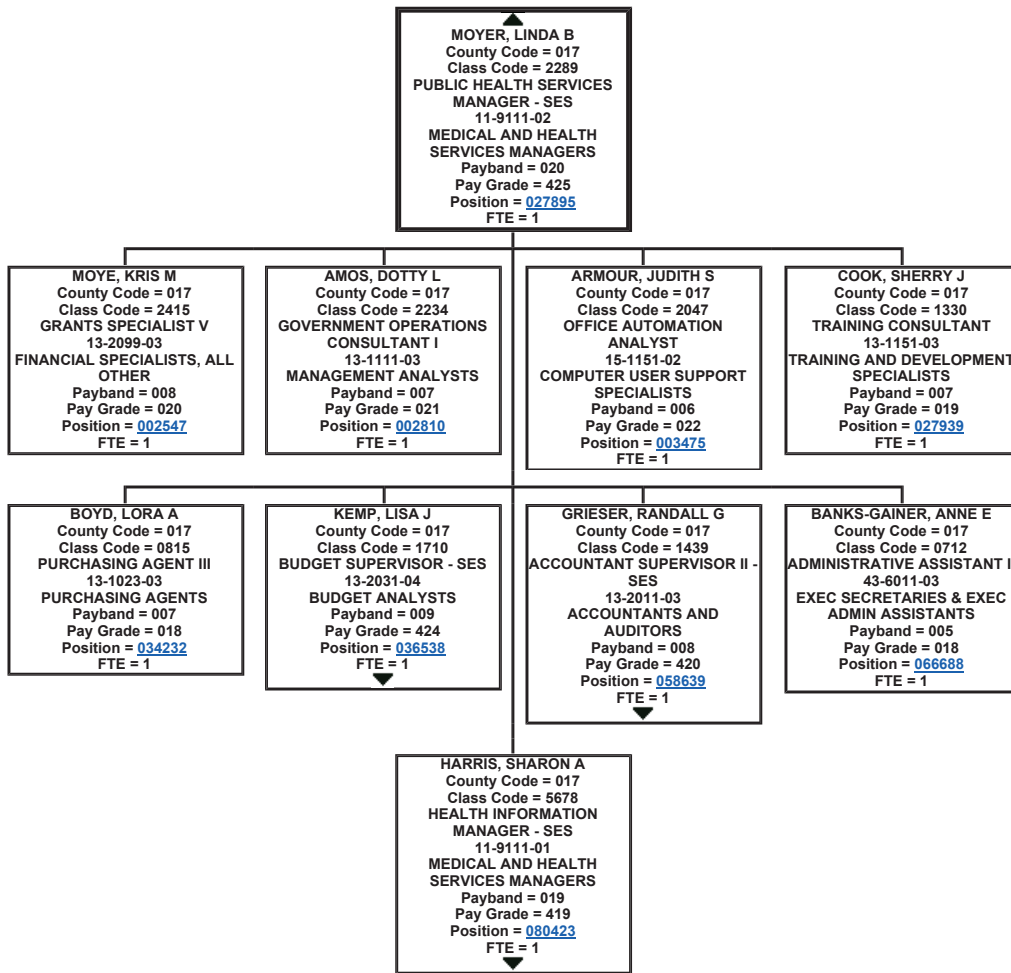 MOYER, LINDA B
County Code = 017
Class Code = 2289
PUBLIC HEALTH SERVICES
MANAGER - SES
11-9111-02
MEDICAL AND HEALTH
SERVICES MANAGERS
Payband = 020
Pay Grade = 425
Position = 027895
FTE = 1
MOYE, KRIS M
County Code = 017
Class Code = 2415
GRANTS SPECIALIST V
13-2099-03
FINANCIAL SPECIALISTS, ALL
OTHER
Payband = 008
Pay Grade = 020
Position = 002547
FTE = 1
AMOS, DOTTY L
County Code = 017
Class Code = 2234
GOVERNMENT OPERATIONS
CONSULTANT I
13-1111-03
MANAGEMENT ANALYSTS
Payband = 007
Pay Grade = 021
Position = 002810
FTE = 1
ARMOUR, JUDITH S
County Code = 017
Class Code = 2047
OFFICE AUTOMATION
ANALYST
15-1151-02
COMPUTER USER SUPPORT
SPECIALISTS
Payband = 006
Pay Grade = 022
Position = 003475
FTE = 1
COOK, SHERRY J
County Code = 017
Class Code = 1330
TRAINING CONSULTANT
13-1151-03
TRAINING AND DEVELOPMENT
SPECIALISTS
Payband = 007
Pay Grade = 019
Position = 027939
FTE = 1
BOYD, LORA A
County Code = 017
Class Code = 0815
PURCHASING AGENT III
13-1023-03
PURCHASING AGENTS
Payband = 007
Pay Grade = 018
Position = 034232
FTE = 1
KEMP, LISA J
County Code = 017
Class Code = 1710
BUDGET SUPERVISOR - SES
13-2031-04
BUDGET ANALYSTS
Payband = 009
Pay Grade = 424
Position = 036538
FTE = 1
GRIESER, RANDALL G
County Code = 017
Class Code = 1439
ACCOUNTANT SUPERVISOR II -
SES
13-2011-03
ACCOUNTANTS AND
AUDITORS
Payband = 008
Pay Grade = 420
Position = 058639
FTE = 1
BANKS-GAINER, ANNE E
County Code = 017
Class Code = 0712
ADMINISTRATIVE ASSISTANT I
43-6011-03
EXEC SECRETARIES & EXEC
ADMIN ASSISTANTS
Payband = 005
Pay Grade = 018
Position = 066688
FTE = 1
HARRIS, SHARON A
County Code = 017
Class Code = 5678
HEALTH INFORMATION
MANAGER - SES
11-9111-01
MEDICAL AND HEALTH
SERVICES MANAGERS
Payband = 019
Pay Grade = 419
Position = 080423
FTE = 1